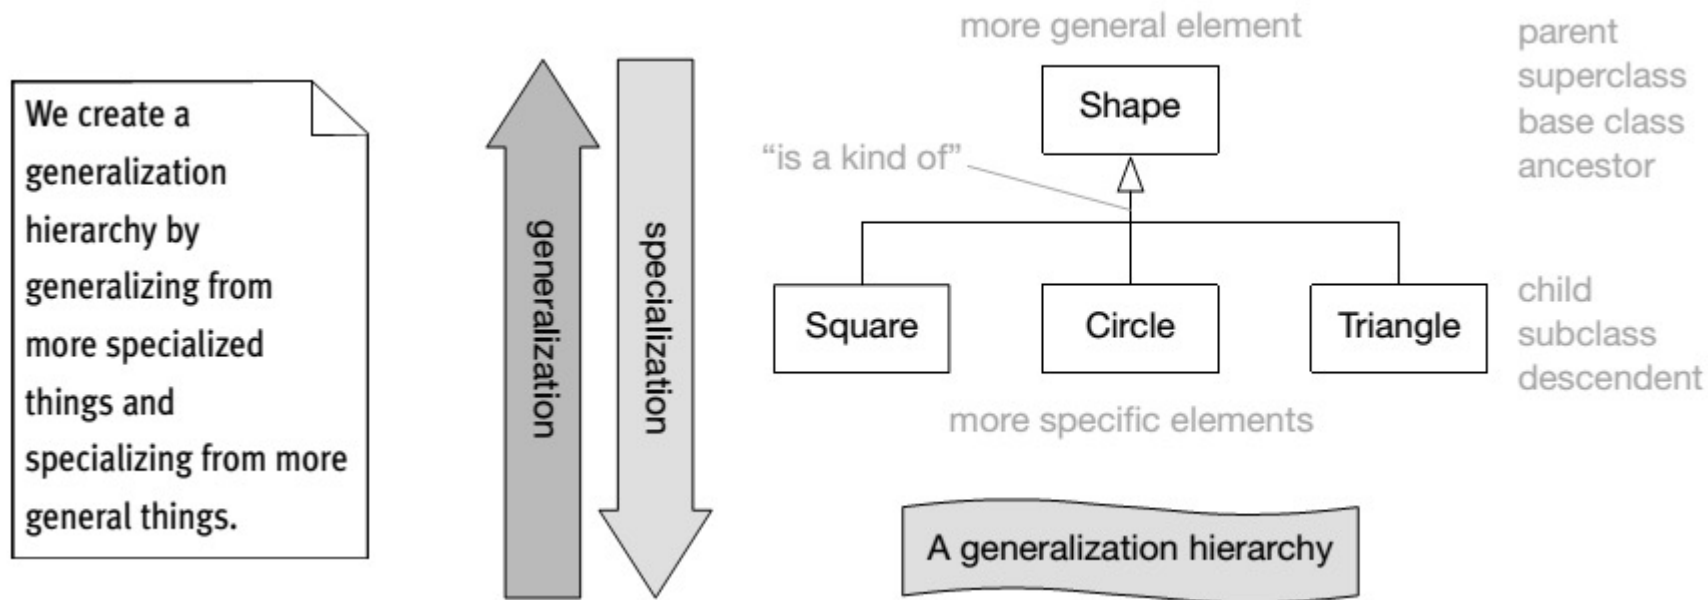 We create a
generalization
hierarchy by
generalizing from
more specialized
things and
specializing from more
general things.
generalization
specialization
more general element
Shape
“is a kind of”
Square
Circle
Triangle
more specific elements
parent
superclass
base class
ancestor
child
subclass
descendent
A generalization hierarchy